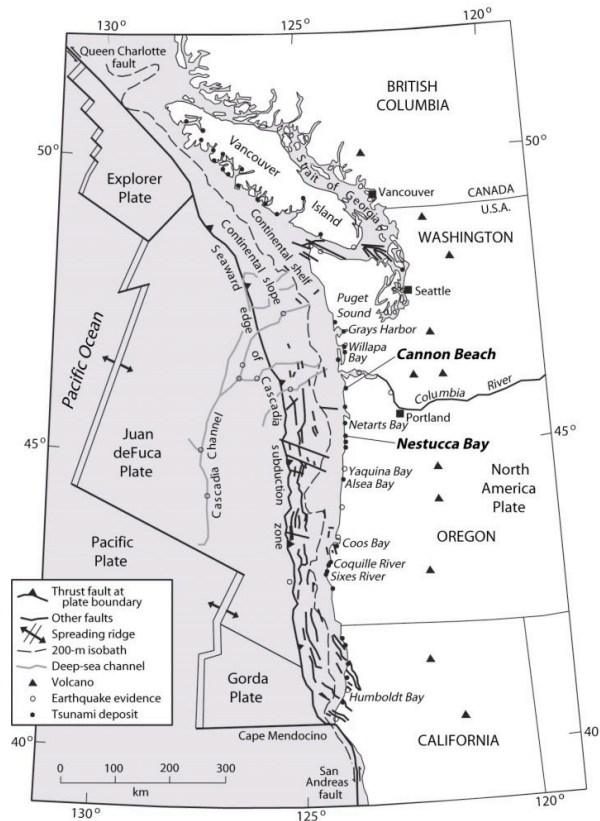 130°
125°
Queen Charlotte
fault
BRITISH
COLUMBIA
50°
50°
Vancouver
Island
Strait of Georgia
Vancouver
CANADA
U.S.A.
Explorer
Plate
WASHINGTON
Continental shelf
Continental slope
Seaward edge of Cascadia subduction zone
Seattle
Puget
Sound
Grays Harbor
Willapa
Bay
Cannon Beach
Pacific Ocean
Columbia River
Portland
Netarts Bay
45°
45°
Juan
deFuca
Plate
Cascadia Channel
Nestucca Bay
Yaquina Bay
Alsea Bay
North
America
Plate
OREGON
Pacific
Plate
Coos Bay
Coquille River
Sixes River
Thrust fault at
plate boundary
Other faults
Spreading ridge
200-m isobath
Deep-sea channel
Volcano
Earthquake evidence
Tsunami deposit
Gorda
Plate
Humboldt Bay
Cape Mendocino
CALIFORNIA
40°
40
0 100 200 300
km
San
Andreas
fault
130°
125°
120°